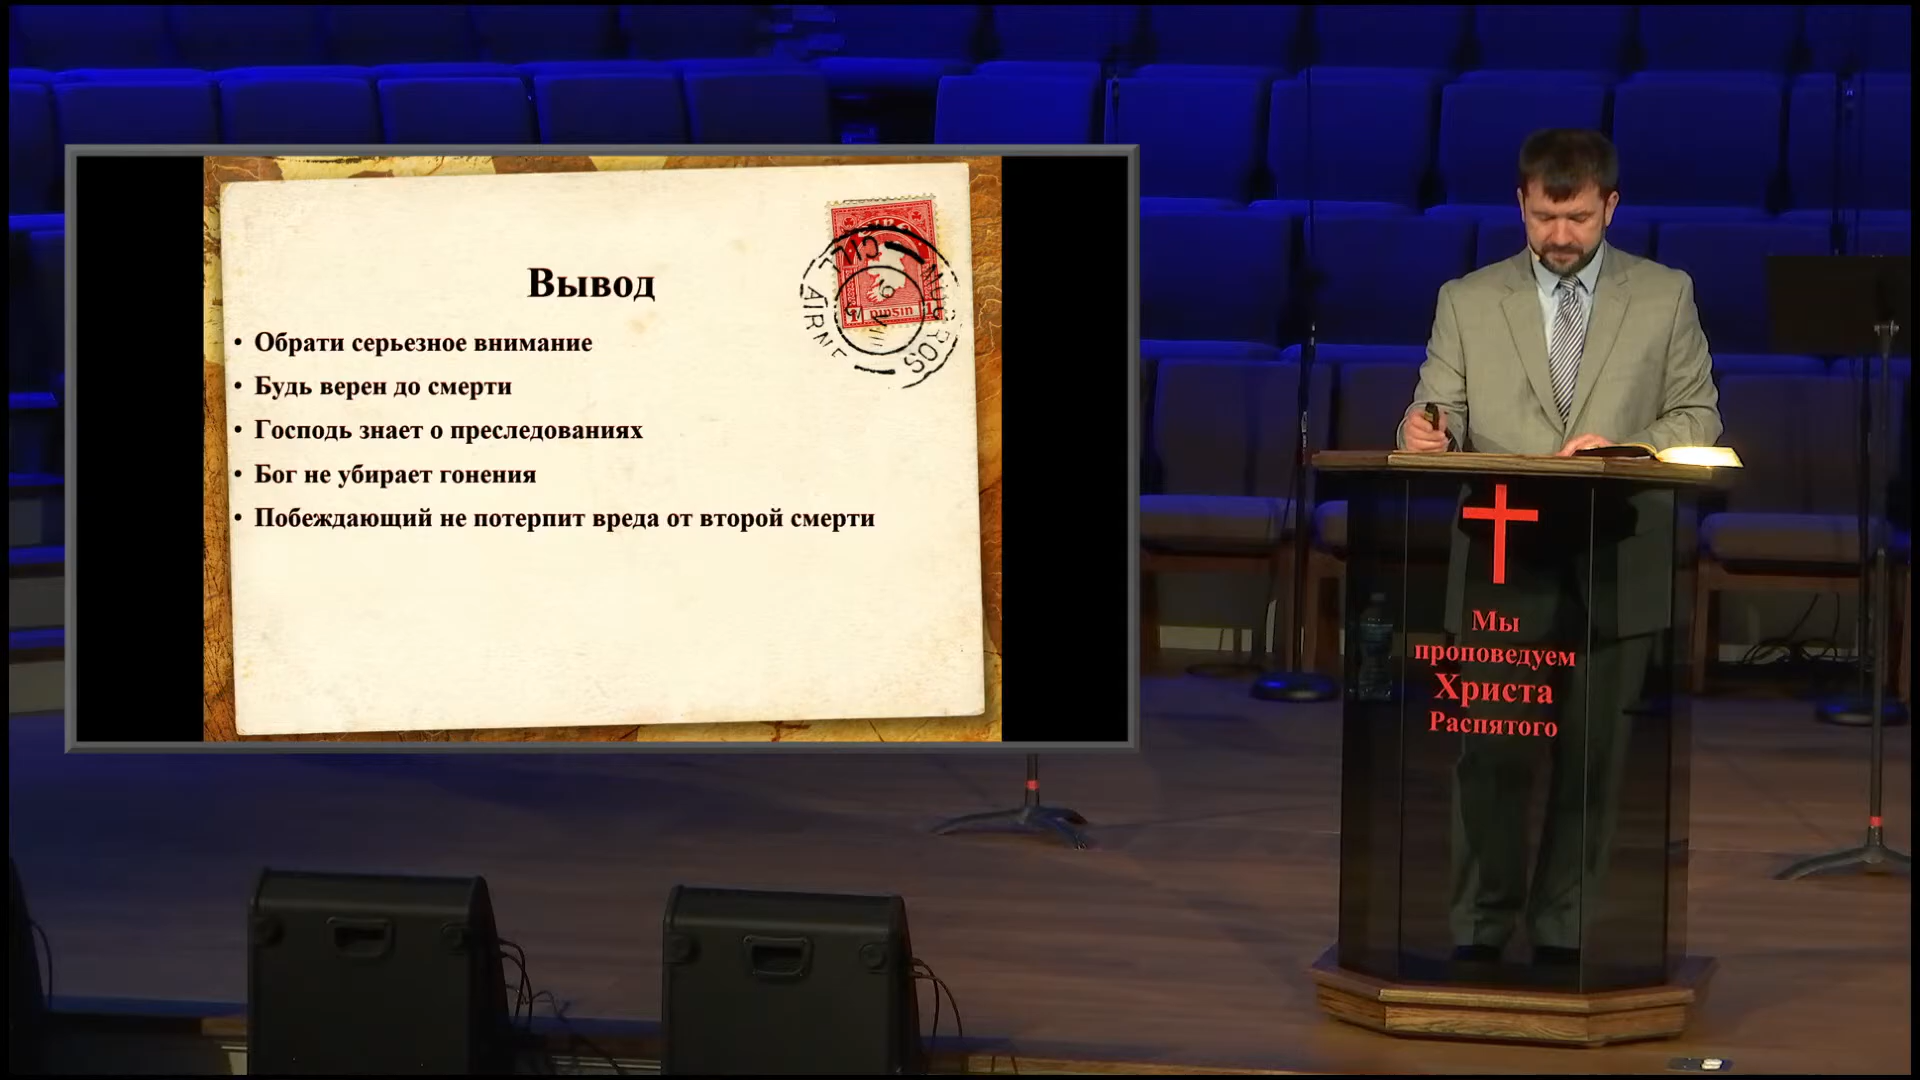 Вывод
• Обрати серьезное внимание
• Будь верен до смерти
• Господь знает о преследованиях
• Бог не убирает гонения
• Побеждающий не потерпит вреда от второй смерти
Мы
проповедуем
Христа
Распятого